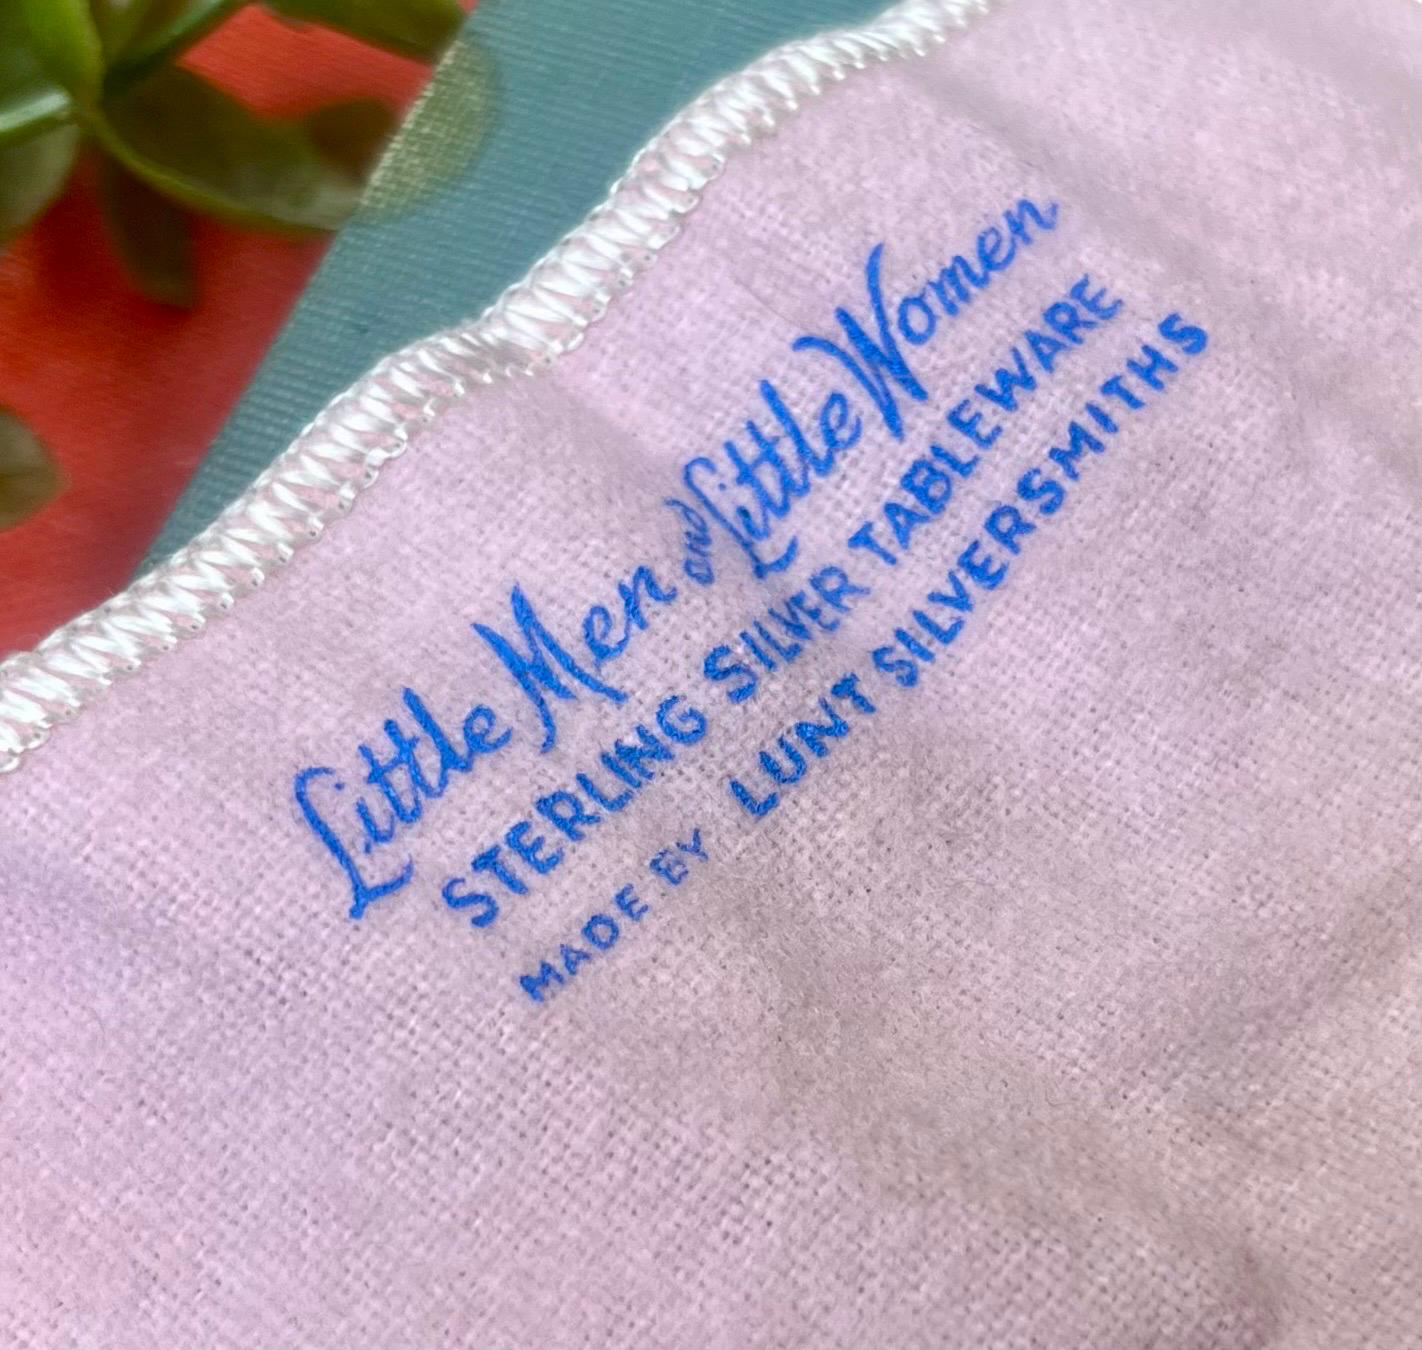 Little Men and Little Women
STERLING SILVER TABLEWARE
MADE BY LUNT SILVERSMITHS